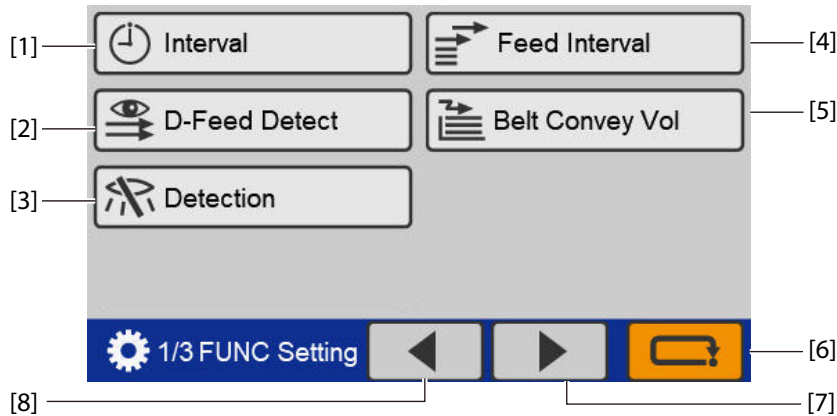 [1] Interval
Feed Interval [4]
[2] D-Feed Detect
Belt Convey Vol [5]
[3] Detection
1/3 FUNC Setting
[6]
[8]
[7]